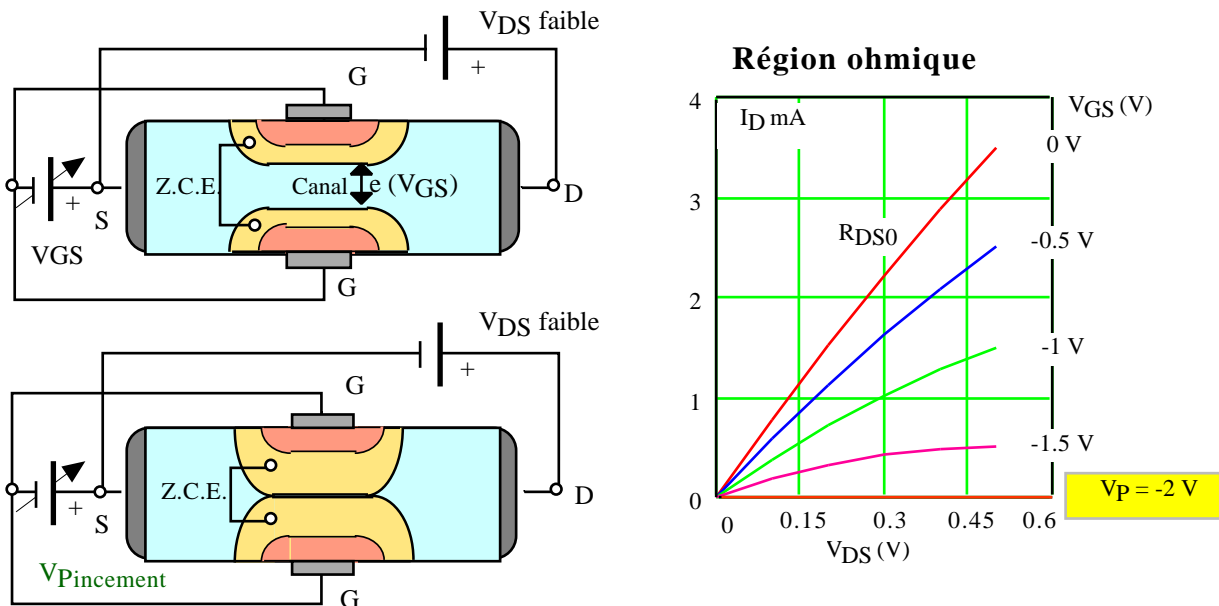 VDS faible
+
G
Z.C.E.
Canal
e (VGS)
+
S
D
VGS
G
VDS faible
+
G
Z.C.E.
+
S
D
VPincement
G
Région ohmique
4
ID mA
VGS (V)
0 V
3
RDS0
-0.5 V
2
-1 V
1
-1.5 V
0
VP = -2 V
0
0.15
0.3
0.45
0.6
VDS (V)